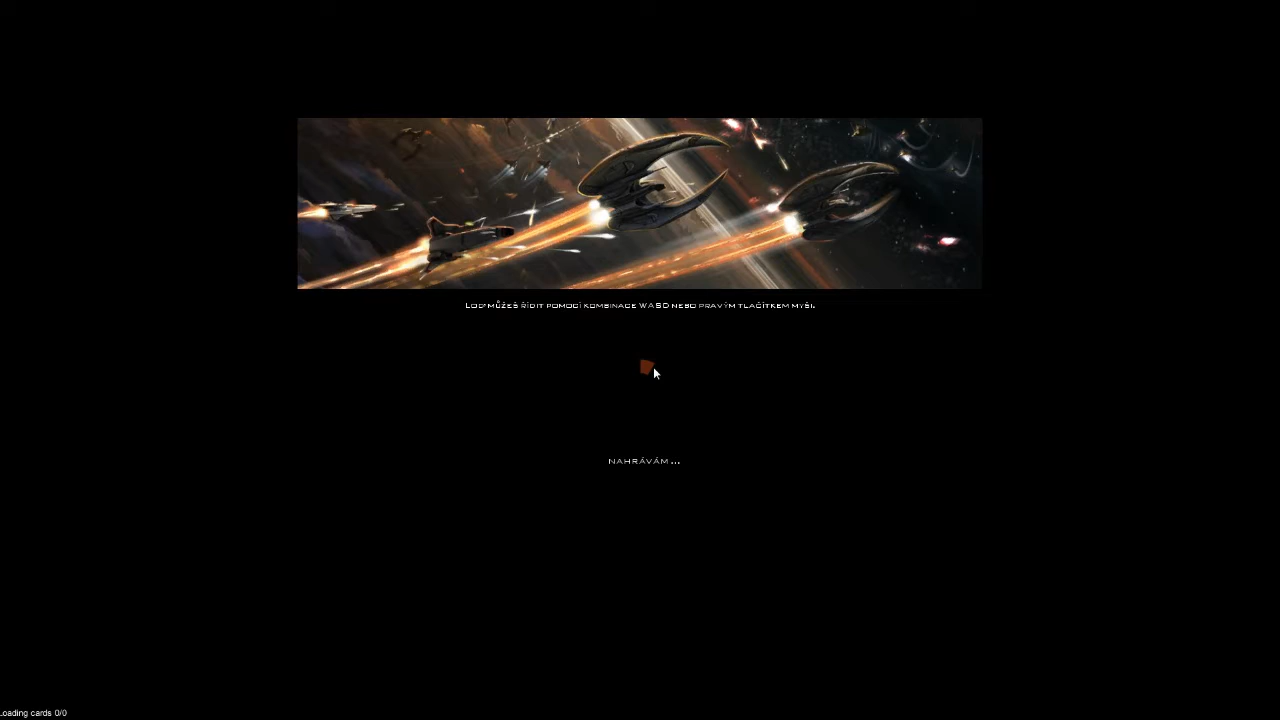 Loď můžeš řídit pomocí kombinace WASD nebo pravým tlačítkem myši.
NAHRÁVÁM ...
Loading cards 0/0